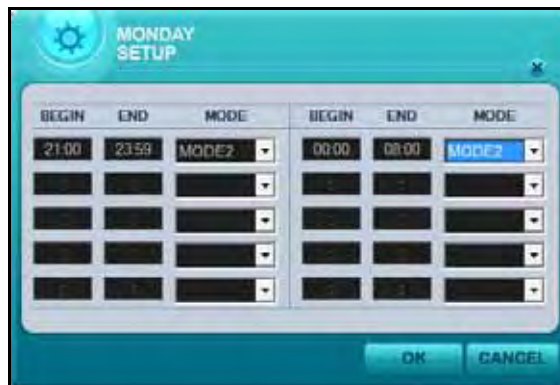 MONDAY
SETUP
BEGIN END MODE BEGIN END MODE
21:00 23:59 MODE2 00:00 08:00 MODE2
: : : :
: : : :
: : : :
: : : :
OK CANCEL